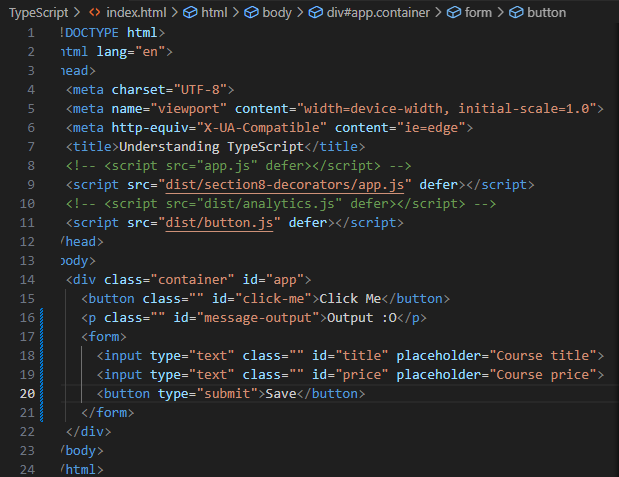 TypeScript > index.html > html > body > div#app.container > form > button
1 !DOCTYPE html>
2 html lang="en">
3 head>
4 <meta charset="UTF-8">
5 <meta name="viewport" content="width=device-width, initial-scale=1.0">
6 <meta http-equiv="X-UA-Compatible" content="ie=edge">
7 <title>Understanding TypeScript</title>
8 <!-- <script src="app.js" defer></script> -->
9 <script src="dist/section8-decorators/app.js" defer></script>
10 <!-- <script src="dist/analytics.js" defer></script> -->
11 <script src="dist/button.js" defer></script>
12 /head>
13 body>
14 <div class="container" id="app">
15 <button class="" id="click-me">Click Me</button>
16 <p class="" id="message-output">Output :O</p>
17 <form>
18 <input type="text" class="" id="title" placeholder="Course title">
19 <input type="text" class="" id="price" placeholder="Course price">
20 <button type="submit">Save</button>
21 </form>
22 </div>
23 /body>
24 /html>